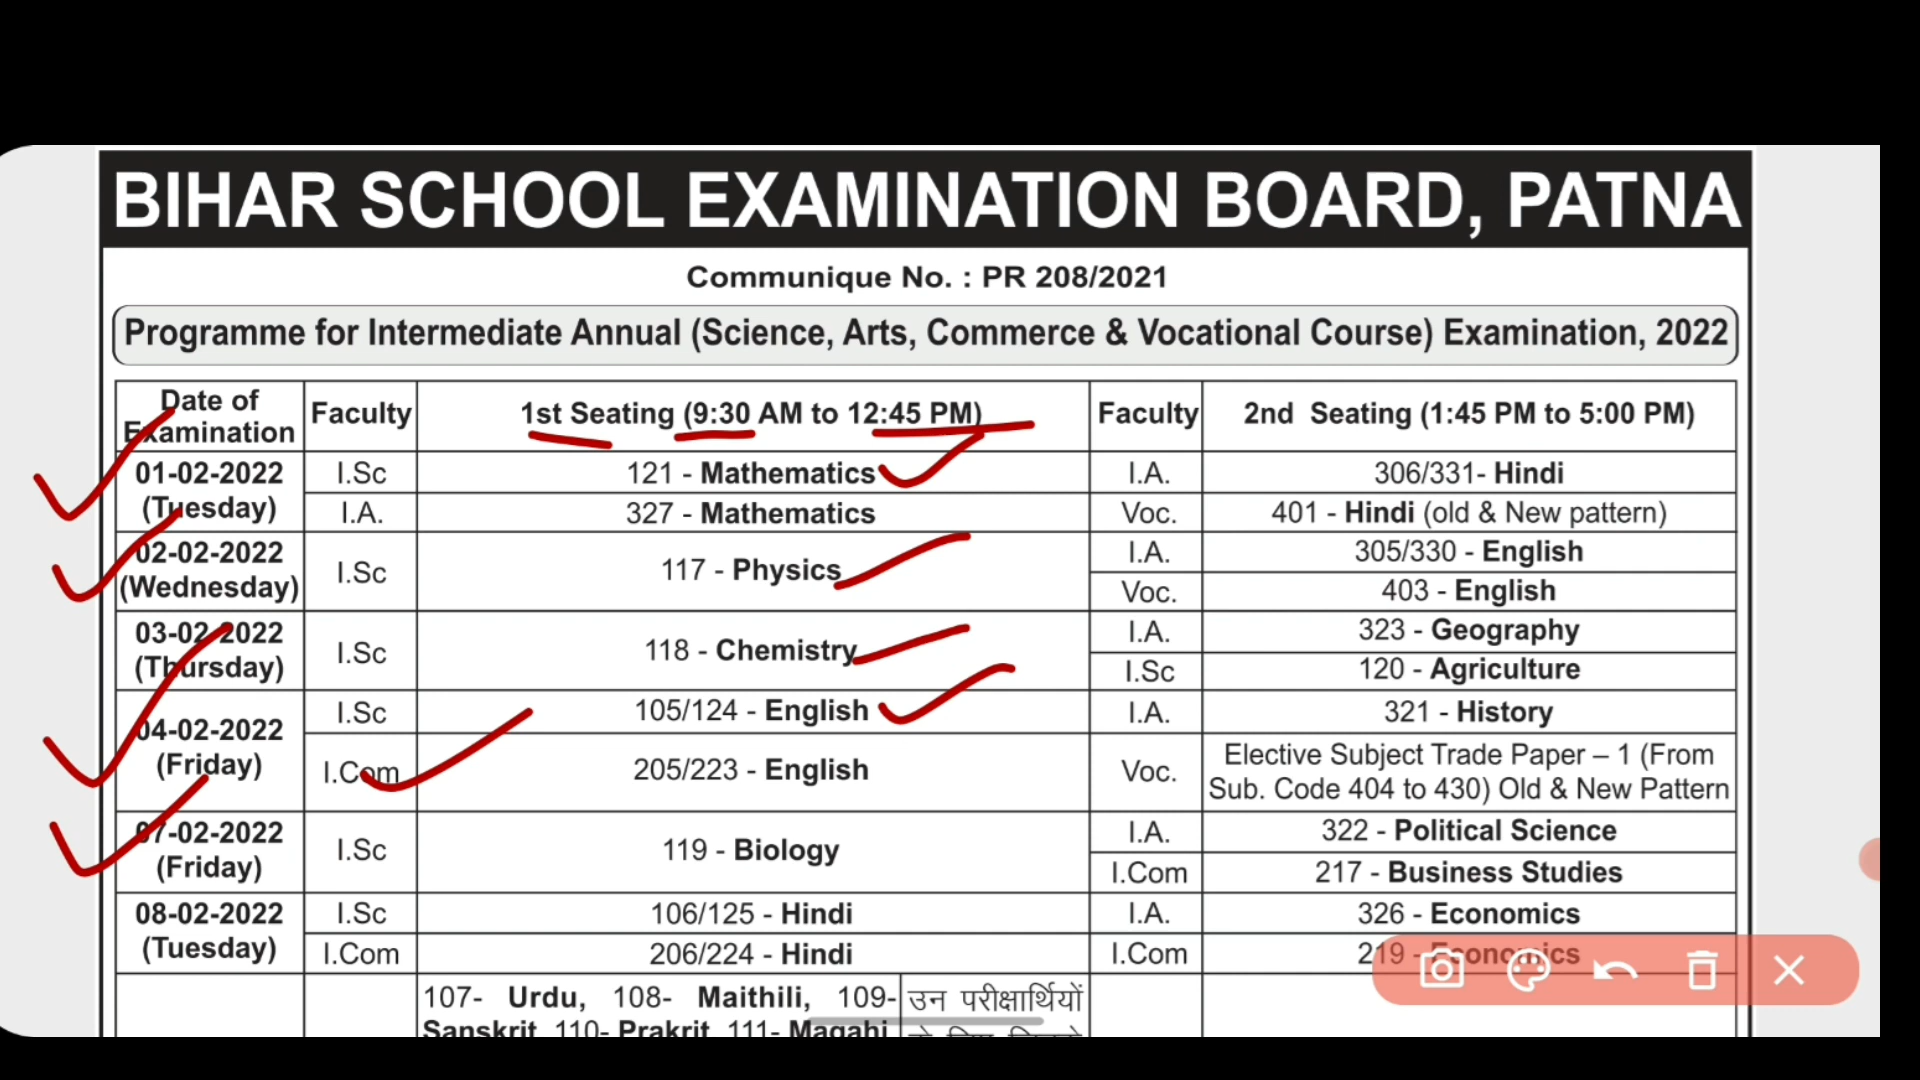 BIHAR SCHOOL EXAMINATION BOARD, PATNA
Communique No. : PR 208/2021
Programme for Intermediate Annual (Science, Arts, Commerce & Vocational Course) Examination, 2022
Date of Examination Faculty 1st Seating (9:30 AM to 12:45 PM) Faculty 2nd Seating (1:45 PM to 5:00 PM)
01-02-2022 (Tuesday) I.Sc 121 - Mathematics I.A. 306/331- Hindi
I.A. 327 - Mathematics Voc. 401 - Hindi (old & New pattern)
02-02-2022 (Wednesday) I.Sc 117 - Physics I.A. 305/330 - English
Voc. 403 - English
03-02-2022 (Thursday) I.Sc 118 - Chemistry I.A. 323 - Geography
I.Sc 120 - Agriculture
04-02-2022 (Friday) I.Sc 105/124 - English I.A. 321 - History
I.Com 205/223 - English Voc. Elective Subject Trade Paper – 1 (From
Sub. Code 404 to 430) Old & New Pattern
07-02-2022 (Friday) I.Sc 119 - Biology I.A. 322 - Political Science
I.Com 217 - Business Studies
08-02-2022 (Tuesday) I.Sc 106/125 - Hindi I.A. 326 - Economics
I.Com 206/224 - Hindi I.Com 219 - Economics
107- Urdu, 108- Maithili, 109- उन परीक्षार्थियों
Sanskrit, 110- Prakrit, 111- Magahi